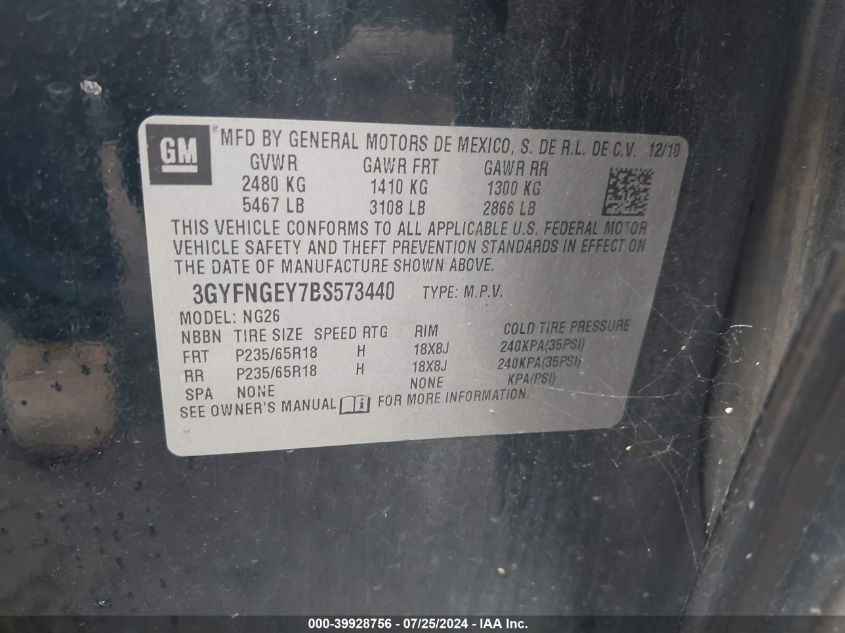 GM MFD BY GENERAL MOTORS DE MEXICO, S. DE R.L. DE C.V. 12/10
GVWR GAWR FRT GAWR RR
2480 KG 1410 KG 1300 KG
5467 LB 3108 LB 2866 LB
THIS VEHICLE CONFORMS TO ALL APPLICABLE U.S. FEDERAL MOTOR
VEHICLE SAFETY AND THEFT PREVENTION STANDARDS IN EFFECT ON
THE DATE OF MANUFACTURE SHOWN ABOVE.
3GYFNGEY7BS573440 TYPE: M.P.V.
MODEL: NG26
NBBN TIRE SIZE SPEED RTG RIM COLD TIRE PRESSURE
FRT P235/65R18 H 18X8J 240KPA(35PSI)
RR P235/65R18 H 18X8J 240KPA(35PSI)
SPA NONE NONE KPA(PSI)
SEE OWNER'S MANUAL i FOR MORE INFORMATION.
000-39928756 - 07/25/2024 - IAA Inc.